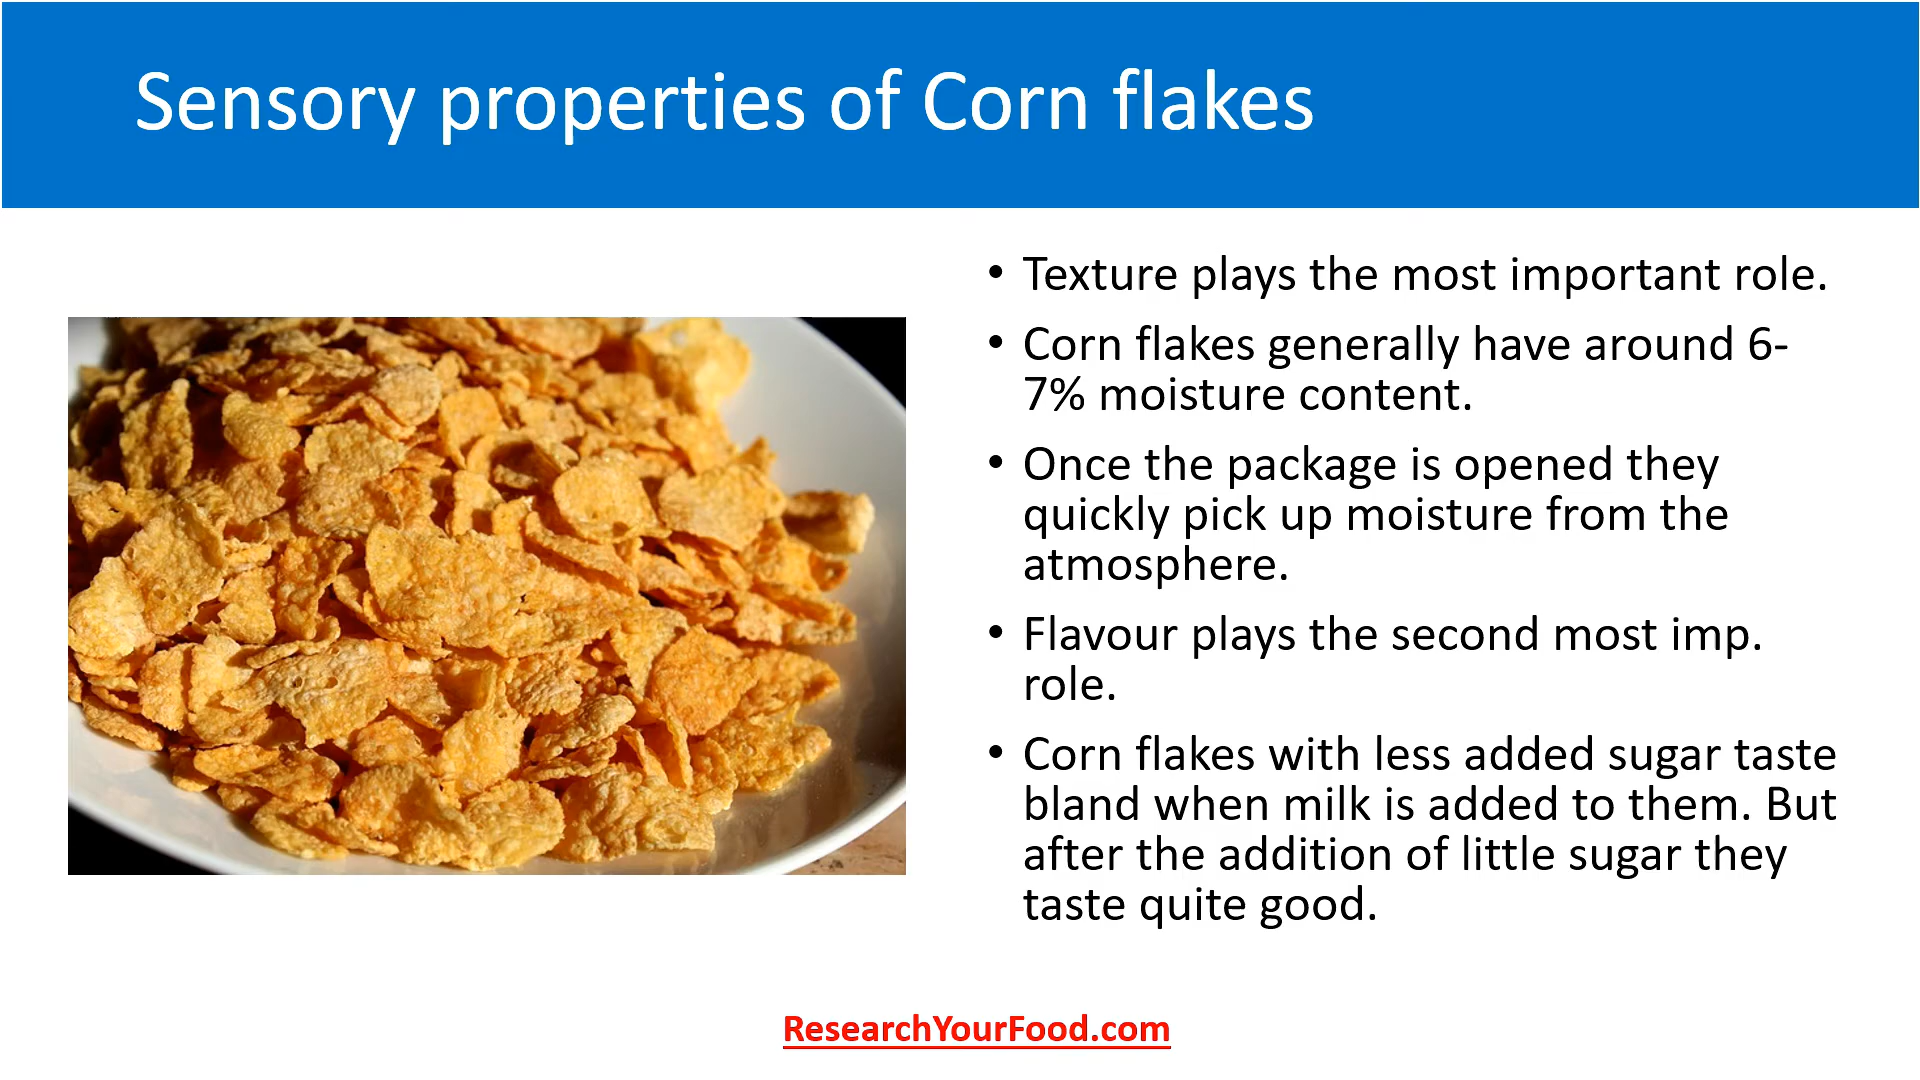 Sensory properties of Corn flakes
• Texture plays the most important role.
• Corn flakes generally have around 6-
7% moisture content.
• Once the package is opened they
quickly pick up moisture from the
atmosphere.
• Flavour plays the second most imp.
role.
• Corn flakes with less added sugar taste
bland when milk is added to them. But
after the addition of little sugar they
taste quite good.
ResearchYourFood.com